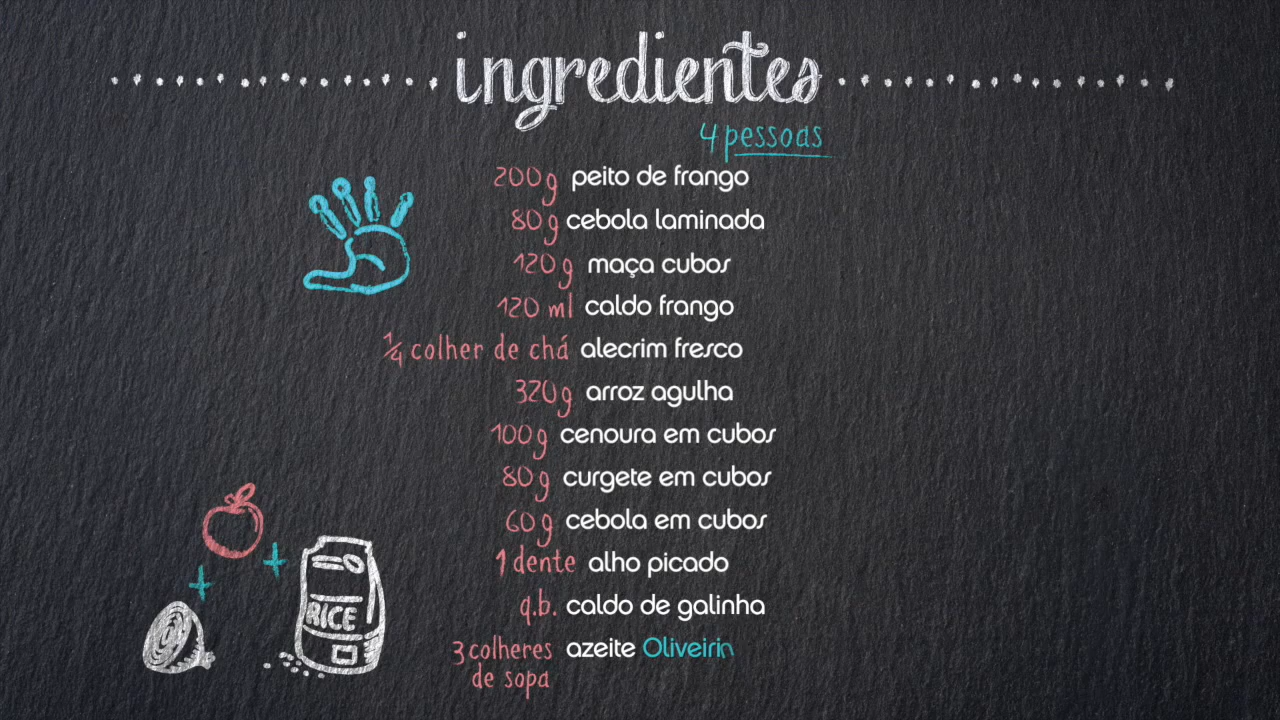 ingredientes
4 pessoas
200g peito de frango
80g cebola laminada
120g maça cubos
120 ml caldo frango
1/4 colher de chá alecrim fresco
320g arroz agulha
100g cenoura em cubos
80g curgete em cubos
60g cebola em cubos
1 dente alho picado
q.b. caldo de galinha
3 colheres de sopa azeite Oliveirin
RICE